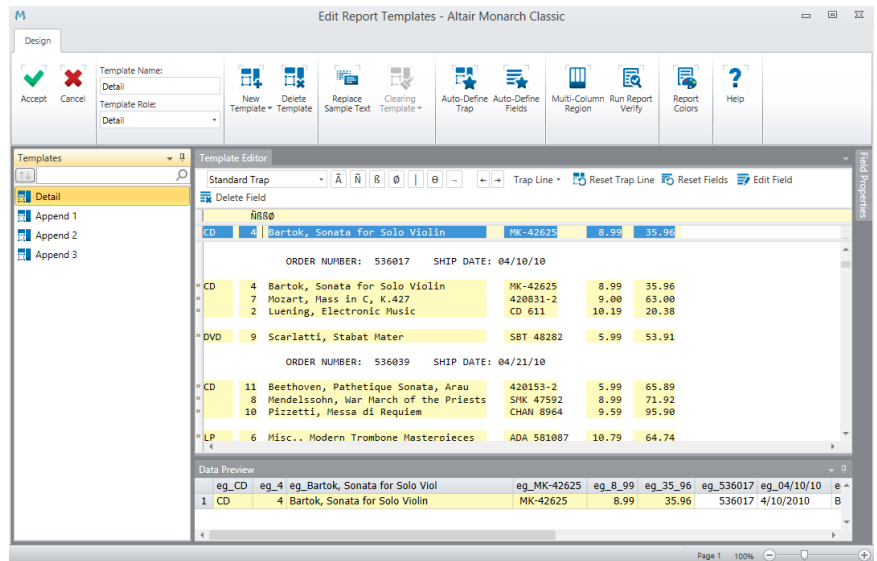 M Edit Report Templates - Altair Monarch Classic
Design
Accept Cancel
Template Name:
Detail
Template Role:
Detail
New Template
Delete Template
Replace Sample Text
Clearing Template
Auto-Define Trap
Auto-Define Fields
Multi-Column Region
Run Report Verify
Report Colors
Help
Templates
Detail
Append 1
Append 2
Append 3
Template Editor
Standard Trap Ã Ñ ß Ø | Ɵ ¬ ← → Trap Line Reset Trap Line Reset Fields Edit Field
Delete Field
ÑßßØ
CD 4 Bartok, Sonata for Solo Violin MK-42625 8.99 35.96
ORDER NUMBER: 536017 SHIP DATE: 04/10/10
» CD 4 Bartok, Sonata for Solo Violin MK-42625 8.99 35.96
» 7 Mozart, Mass in C, K.427 420831-2 9.00 63.00
» 2 Luening, Electronic Music CD 611 10.19 20.38
» DVD 9 Scarlatti, Stabat Mater SBT 48282 5.99 53.91
ORDER NUMBER: 536039 SHIP DATE: 04/21/10
» CD 11 Beethoven, Pathetique Sonata, Arau 420153-2 5.99 65.89
» 8 Mendelssohn, War March of the Priests SMK 47592 8.99 71.92
» 10 Pizzetti, Messa di Requiem CHAN 8964 9.59 95.90
» LP 6 Misc., Modern Trombone Masterpieces ADA 581087 10.79 64.74
Field Properties
Data Preview
eg_CD eg_4 eg_Bartok, Sonata for Solo Viol eg_MK-42625 eg_8_99 eg_35_96 eg_536017 eg_04/10/10 e
1 CD 4 Bartok, Sonata for Solo Violin MK-42625 8.99 35.96 536017 4/10/2010 B
Page 1 100%